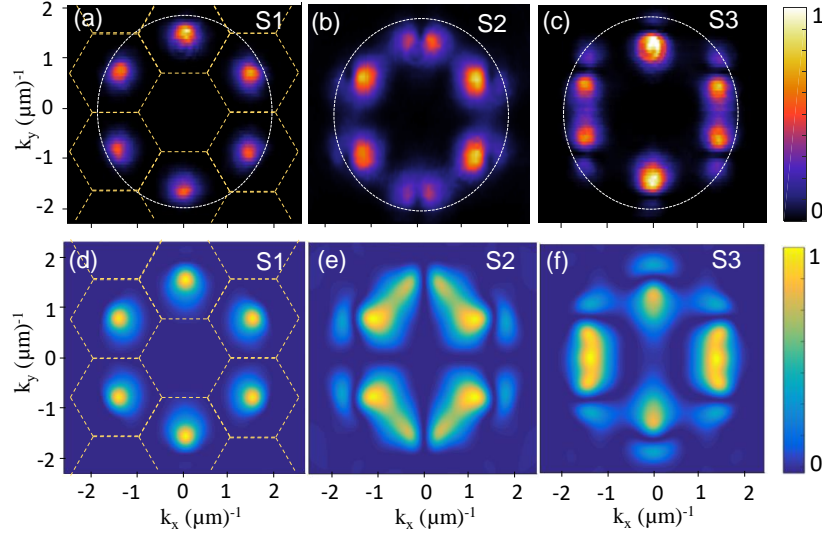 (a) S1 (b) S2 (c) S3
2
1
0
-1
-2
k_y (μm)^-1
1
0
(d) S1 (e) S2 (f) S3
2
1
0
-1
-2
k_y (μm)^-1
1
0
-2 -1 0 1 2 -2 -1 0 1 2 -2 -1 0 1 2
k_x (μm)^-1 k_x (μm)^-1 k_x (μm)^-1